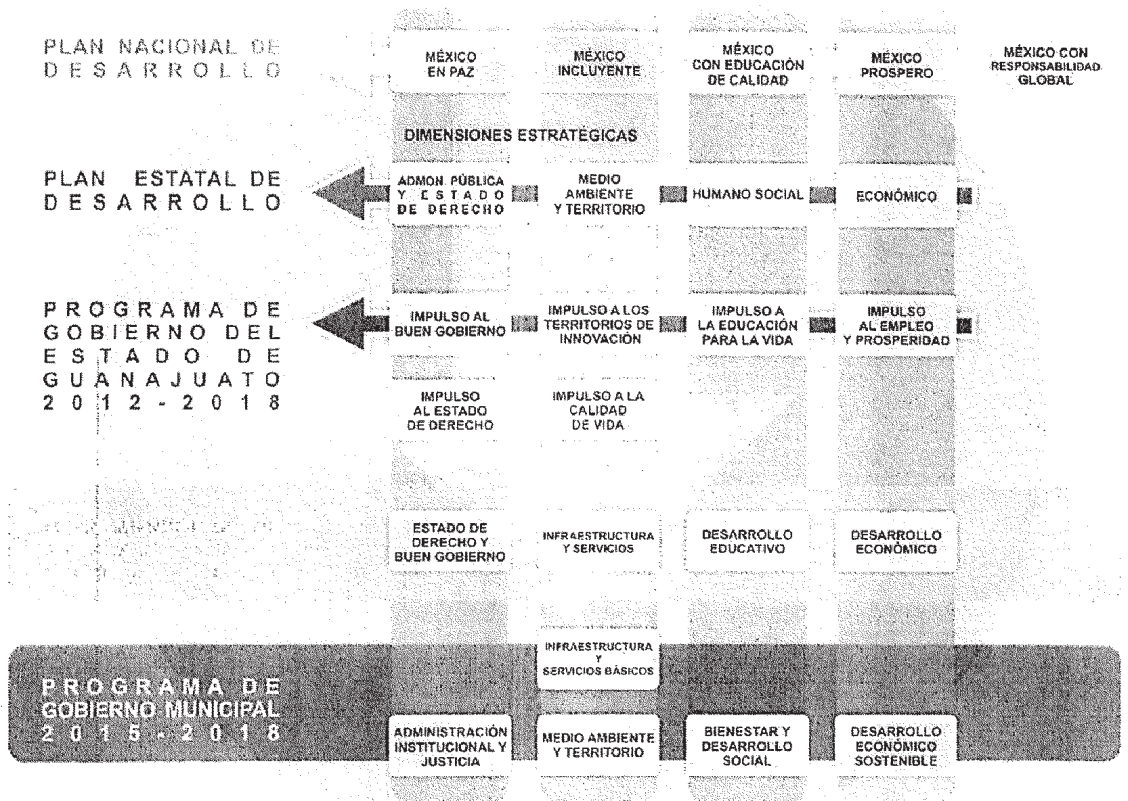 PLAN NACIONAL DE
DESARROLLO
MÉXICO
EN PAZ
MÉXICO
INCLUYENTE
MÉXICO
CON EDUCACIÓN
DE CALIDAD
MÉXICO
PROSPERO
MÉXICO CON
RESPONSABILIDAD
GLOBAL
DIMENSIONES ESTRATÉGICAS
PLAN ESTATAL DE
DESARROLLO
ADMON. PÚBLICA
Y ESTADO
DE DERECHO
MEDIO
AMBIENTE
Y TERRITORIO
HUMANO SOCIAL
ECONÓMICO
PROGRAMA DE
GOBIERNO DEL
ESTADO DE
GUANAJUATO
2012-2018
IMPULSO AL
BUEN GOBIERNO
IMPULSO A LOS
TERRITORIOS DE
INNOVACIÓN
IMPULSO A
LA EDUCACIÓN
PARA LA VIDA
IMPULSO
AL EMPLEO
Y PROSPERIDAD
IMPULSO
AL ESTADO
DE DERECHO
IMPULSO A LA
CALIDAD
DE VIDA
ESTADO DE
DERECHO Y
BUEN GOBIERNO
INFRAESTRUCTURA
Y SERVICIOS
DESARROLLO
EDUCATIVO
DESARROLLO
ECONÓMICO
PROGRAMA DE
GOBIERNO MUNICIPAL
2015-2018
INFRAESTRUCTURA
Y
SERVICIOS BÁSICOS
ADMINISTRACIÓN
INSTITUCIONAL Y
JUSTICIA
MEDIO AMBIENTE
Y TERRITORIO
BIENESTAR Y
DESARROLLO
SOCIAL
DESARROLLO
ECONÓMICO
SOSTENIBLE